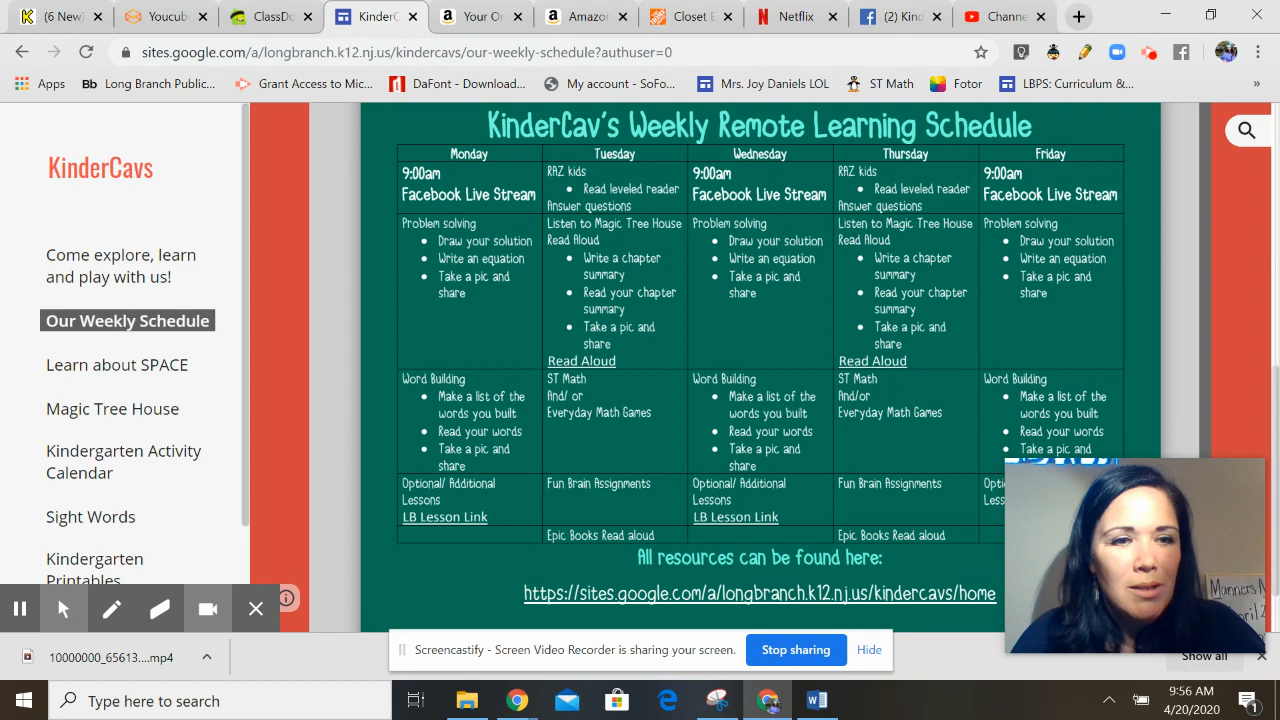 (6 New
Youcub
ClassDo
KinderC
Your Or
Amazo
Closet E
Netflix
(2) Kind
Channe
sites.google.com/a/longbranch.k12.nj.us/kindercavs/our-weekly-schedule?authuser=0
Apps
Bb
Long Branch Public...
Grant Access to Mic...
DaFont - Download...
My account - SoFo...
Mrs. Joy Daniels LOL
ST Math
Fotor
LBPS: Curriculum &...
»
KinderCavs
Come explore, learn
and play with us!
Our Weekly Schedule
Learn about SPACE
Magic Tree House
Kindergarten Activity
Calendar
Sight Words
Kindergarten
Printables
KinderCav's Weekly Remote Learning Schedule
Monday
Tuesday
Wednesday
Thursday
Friday
9:00am
Facebook Live Stream
RAZ kids
Read leveled reader
Answer questions
9:00am
Facebook Live Stream
RAZ kids
Read leveled reader
Answer questions
9:00am
Facebook Live Stream
Problem solving
Draw your solution
Write an equation
Take a pic and
share
Listen to Magic Tree House
Read Aloud
Write a chapter
summary
Read your chapter
summary
Take a pic and
share
Read Aloud
Problem solving
Draw your solution
Write an equation
Take a pic and
share
Listen to Magic Tree House
Read Aloud
Write a chapter
summary
Read your chapter
summary
Take a pic and
share
Read Aloud
Problem solving
Draw your solution
Write an equation
Take a pic and
share
Word Building
Make a list of the
words you built
Read your words
Take a pic and
share
ST Math
And/ or
Everyday Math Games
Word Building
Make a list of the
words you built
Read your words
Take a pic and
share
ST Math
And/or
Everyday Math Games
Word Building
Make a list of the
words you built
Read your words
Take a pic and
Optional/ Additional
Lessons
LB Lesson Link
Fun Brain Assignments
Optional/ Additional
Lessons
LB Lesson Link
Fun Brain Assignments
Epic Books Read aloud
Epic Books Read aloud
All resources can be found here:
https://sites.google.com/a/longbranch.k12.nj.us/kindercavs/home
Manners
Screencastify - Screen Video Recorder is sharing your screen.
Stop sharing
Hide
10000000_65613....mp4
Show all
Type here to search
9:56 AM
4/20/2020
1